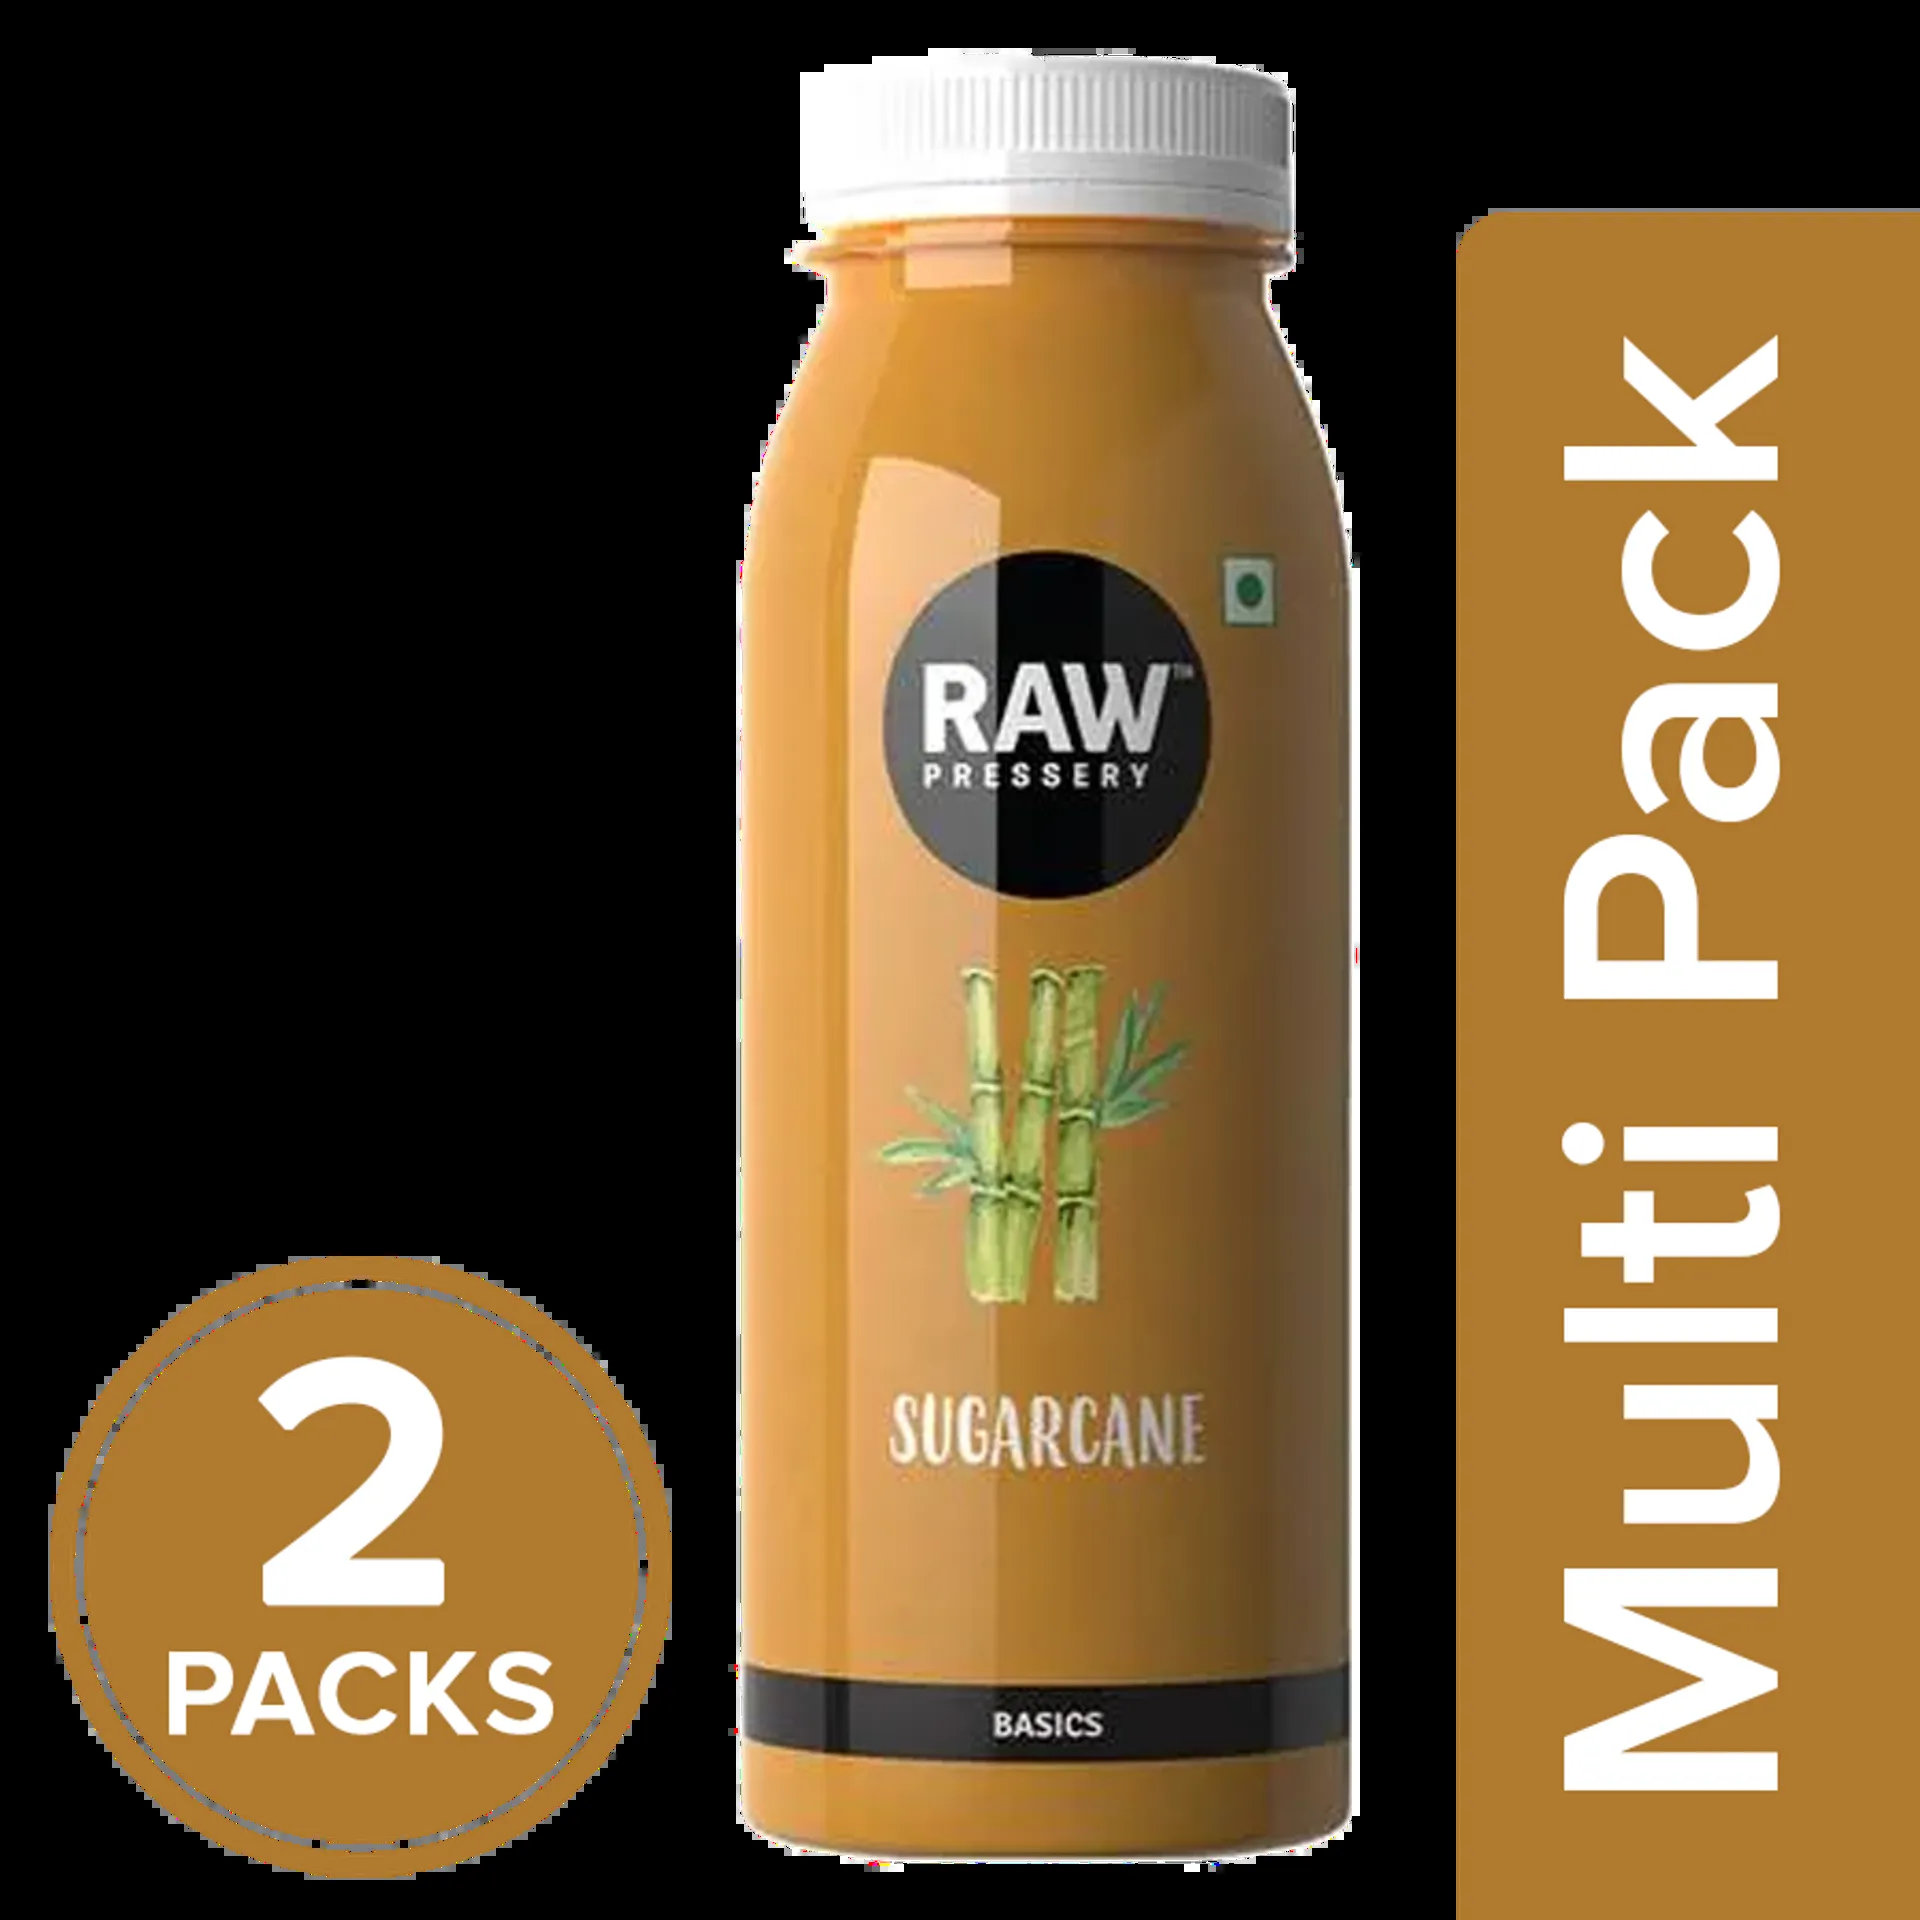 RAW™
PRESSERY
SUGARCANE
BASICS
2
PACKS
Multi Pack